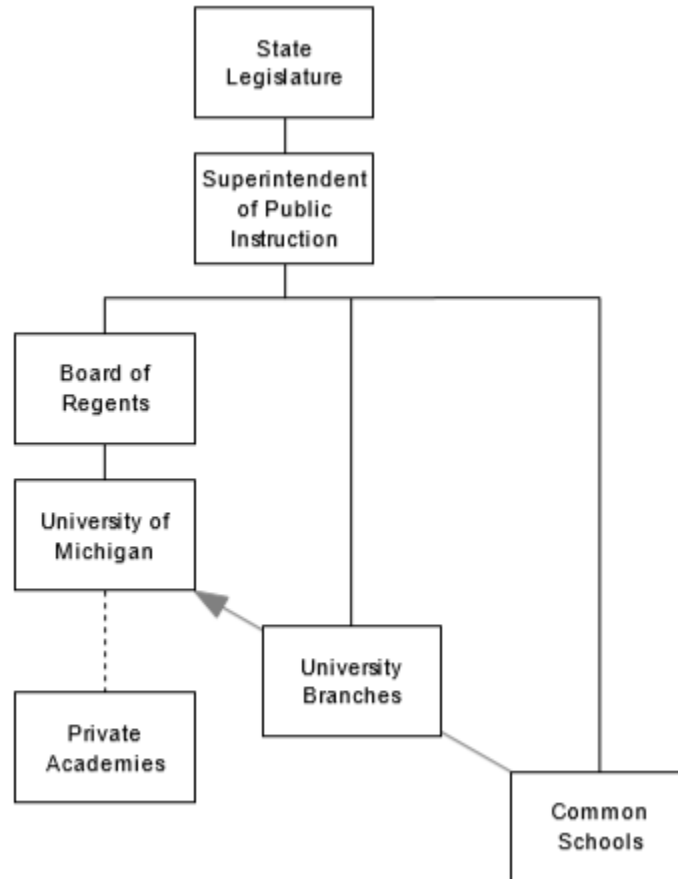 State
Legislature
Superintendent
of Public
Instruction
Board of
Regents
University of
Michigan
University
Branches
Private
Academies
Common
Schools